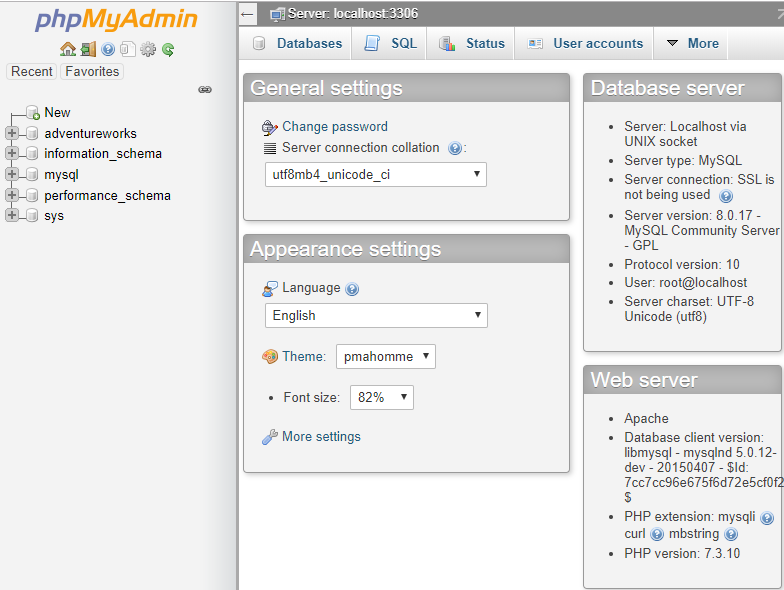 phpMyAdmin
Recent
Favorites
New
adventureworks
information_schema
mysql
performance_schema
sys
Server: localhost:3306
Databases
SQL
Status
User accounts
More
General settings
Change password
Server connection collation
:
utf8mb4_unicode_ci
Appearance settings
Language
English
Theme:
pmahomme
Font size:
82%
More settings
Database server
Server: Localhost via
UNIX socket
Server type: MySQL
Server connection: SSL is
not being used
Server version: 8.0.17 -
MySQL Community Server
- GPL
Protocol version: 10
User: root@localhost
Server charset: UTF-8
Unicode (utf8)
Web server
Apache
Database client version:
libmysql - mysqlnd 5.0.12-
dev - 20150407 - $Id:
7cc7cc96e675f6d72e5cf0f2
$
PHP extension: mysqli
curl mbstring
PHP version: 7.3.10